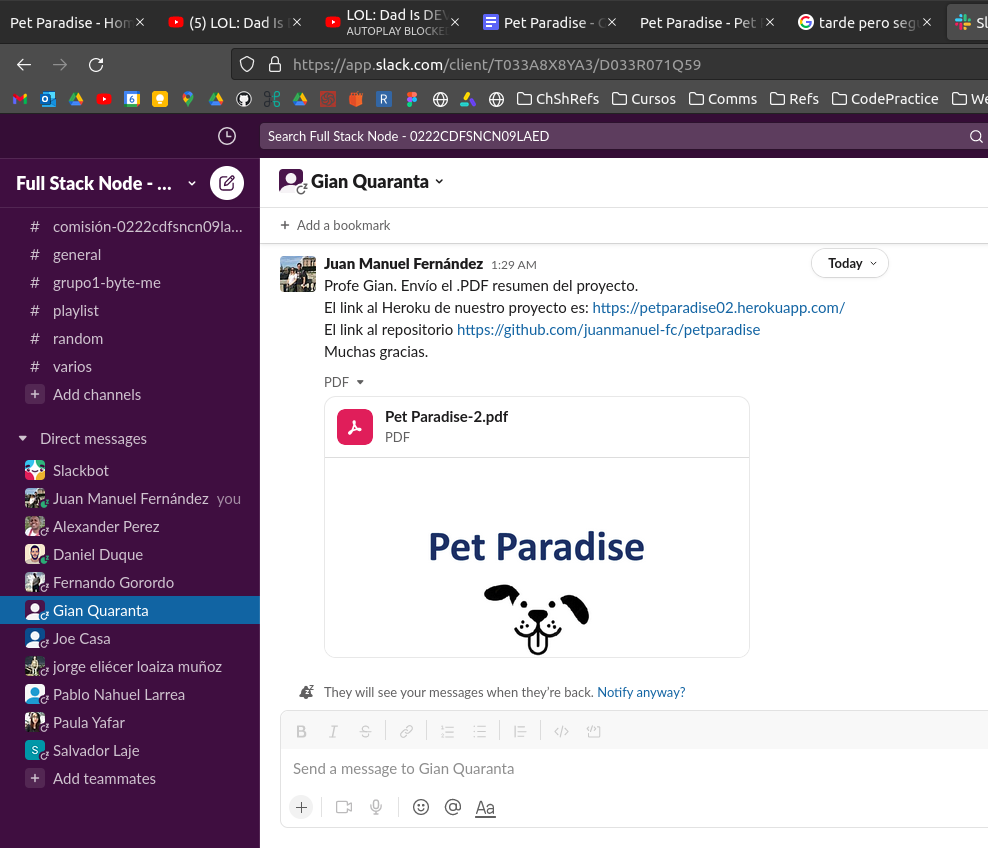 Pet Paradise - Hom
(5) LOL: Dad Is D
LOL: Dad Is DEV
AUTOPLAY BLOCKE
Pet Paradise -
Pet Paradise - Pet
tarde pero seg
https://app.slack.com/client/T033A8X8YA3/D033R071Q59
ChShRefs
Cursos
Comms
Refs
CodePractice
We
Search Full Stack Node - 0222CDFSNCN09LAED
Full Stack Node - ...
Gian Quaranta
# comisión-0222cdfsncn09la...
+ Add a bookmark
# general
# grupo1-byte-me
# playlist
# random
# varios
+ Add channels
Direct messages
Slackbot
Juan Manuel Fernández you
Alexander Perez
Daniel Duque
Fernando Gorordo
Gian Quaranta
Joe Casa
jorge eliécer loaiza muñoz
Pablo Nahuel Larrea
Paula Yafar
S Salvador Laje
+ Add teammates
Today
Juan Manuel Fernández 1:29 AM
Profe Gian. Envío el .PDF resumen del proyecto.
El link al Heroku de nuestro proyecto es: https://petparadise02.herokuapp.com/
El link al repositorio https://github.com/juanmanuel-fc/petparadise
Muchas gracias.
PDF
Pet Paradise-2.pdf
PDF
Pet Paradise
They will see your messages when they're back. Notify anyway?
B I S
Send a message to Gian Quaranta
+ @ Aa